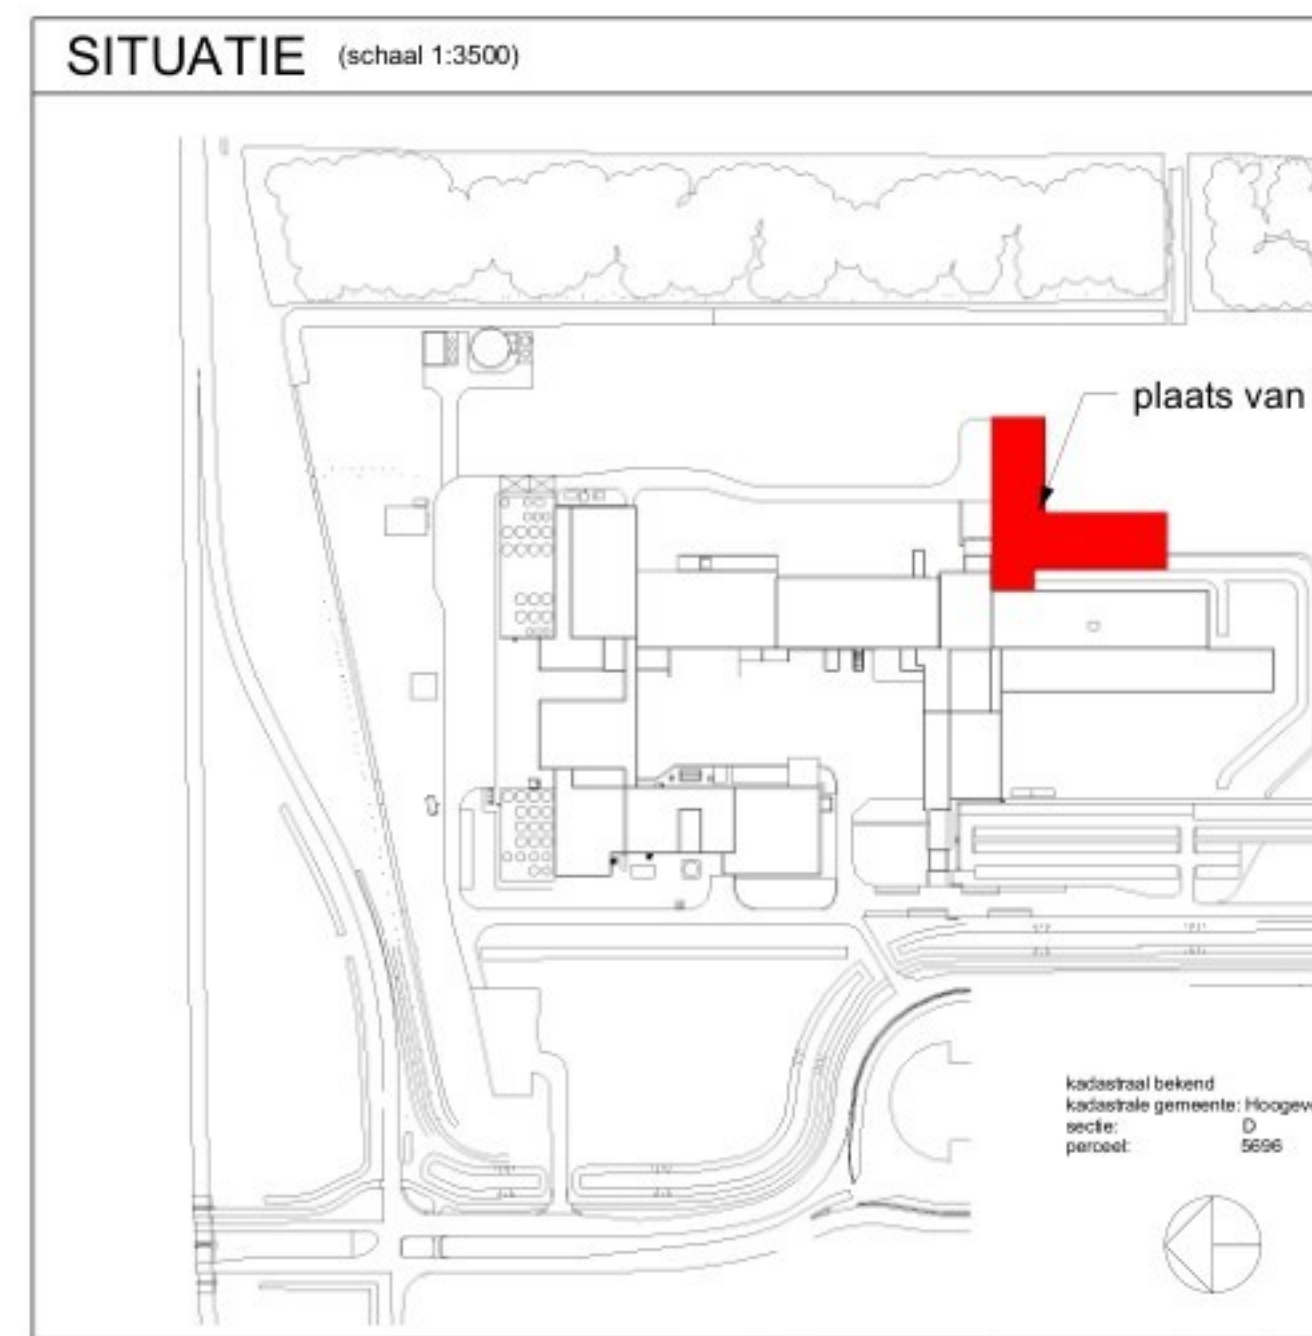 SITUATIE (schaal 1:3500)
plaats van
kadastraal bekend
kadastrale gemeente: Hoogev
sectie: D
perceel: 5696